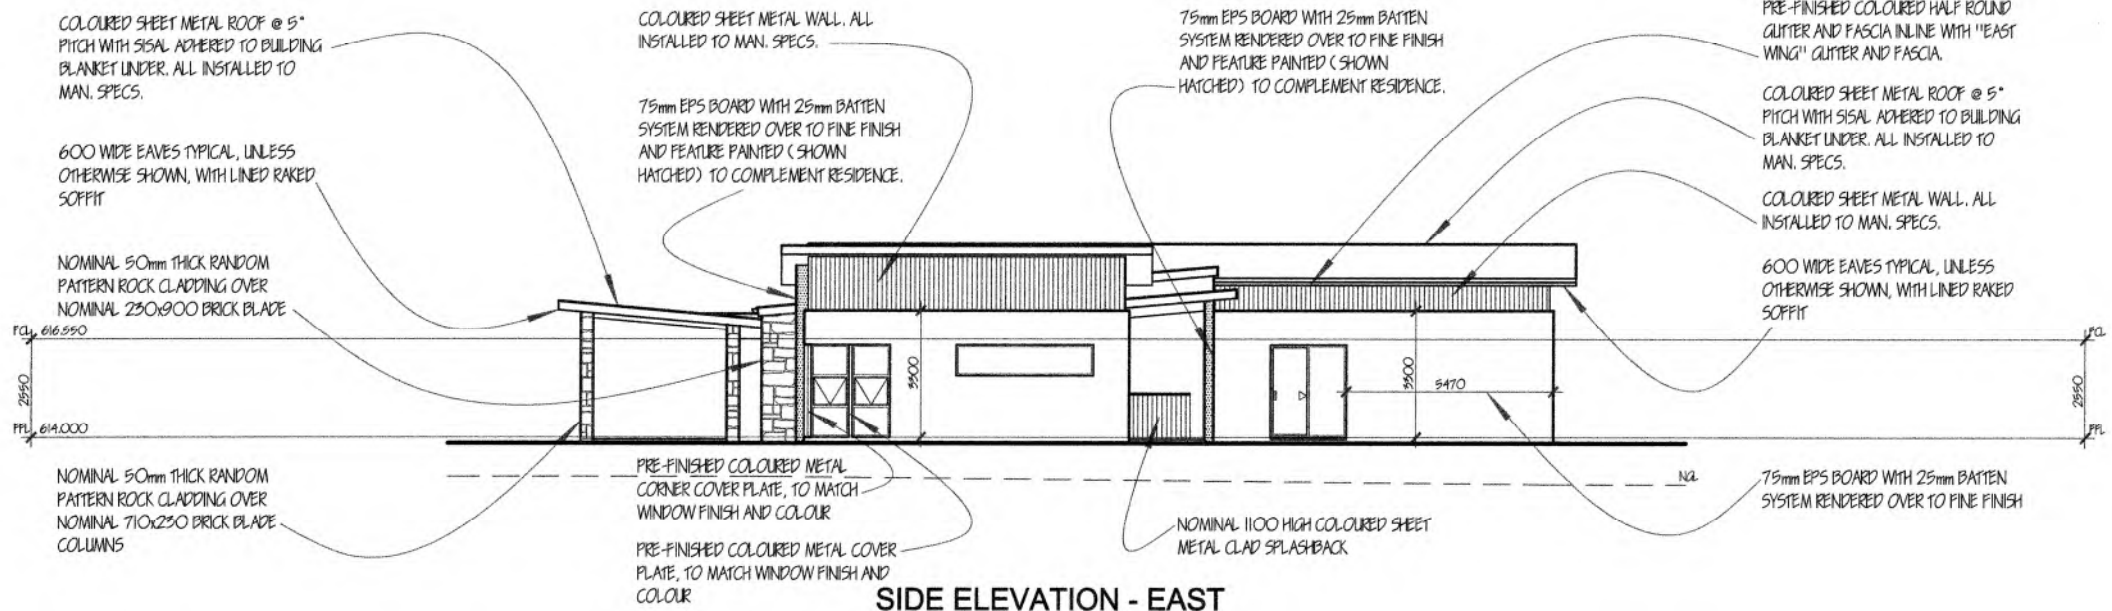 COLOURED SHEET METAL ROOF @ 5°
PITCH WITH SISAL ADHERED TO BUILDING
BLANKET UNDER. ALL INSTALLED TO
MAN. SPECS.
600 WIDE EAVES TYPICAL, UNLESS
OTHERWISE SHOWN, WITH LINED RAKED
SOFFIT
NOMINAL 50mm THICK RANDOM
PATTERN ROCK CLADDING OVER
NOMINAL 230x900 BRICK BLADE
FCL 616.550
2550
FFL 614.000
NOMINAL 50mm THICK RANDOM
PATTERN ROCK CLADDING OVER
NOMINAL 710x230 BRICK BLADE
COLUMNS
COLOURED SHEET METAL WALL. ALL
INSTALLED TO MAN. SPECS.
75mm EPS BOARD WITH 25mm BATTEN
SYSTEM RENDERED OVER TO FINE FINISH
AND FEATURE PAINTED ( SHOWN
HATCHED) TO COMPLEMENT RESIDENCE.
3300
PRE-FINISHED COLOURED METAL
CORNER COVER PLATE, TO MATCH
WINDOW FINISH AND COLOUR
PRE-FINISHED COLOURED METAL COVER
PLATE, TO MATCH WINDOW FINISH AND
COLOUR
75mm EPS BOARD WITH 25mm BATTEN
SYSTEM RENDERED OVER TO FINE FINISH
AND FEATURE PAINTED ( SHOWN
HATCHED) TO COMPLEMENT RESIDENCE.
3300
5470
NOMINAL 1100 HIGH COLOURED SHEET
METAL CLAD SPLASHBACK
PRE-FINISHED COLOURED HALF ROUND
GUTTER AND FASCIA INLINE WITH "EAST
WING" GUTTER AND FASCIA.
COLOURED SHEET METAL ROOF @ 5°
PITCH WITH SISAL ADHERED TO BUILDING
BLANKET UNDER. ALL INSTALLED TO
MAN. SPECS.
COLOURED SHEET METAL WALL. ALL
INSTALLED TO MAN. SPECS.
600 WIDE EAVES TYPICAL, UNLESS
OTHERWISE SHOWN, WITH LINED RAKED
SOFFIT
FCL
2550
FFL
NGL
75mm EPS BOARD WITH 25mm BATTEN
SYSTEM RENDERED OVER TO FINE FINISH
SIDE ELEVATION - EAST